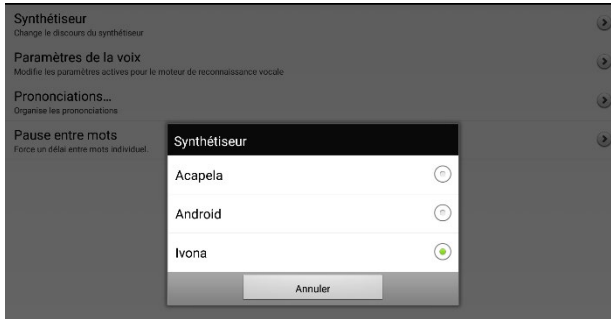 Synthétiseur
Change le discours du synthétiseur
Paramètres de la voix
Modifie les paramètres actives pour le moteur de reconnaissance vocale
Prononciations...
Organise les prononciations
Pause entre mots
Force un délai entre mots individuel.
Synthétiseur
Acapela
Android
Ivona
Annuler